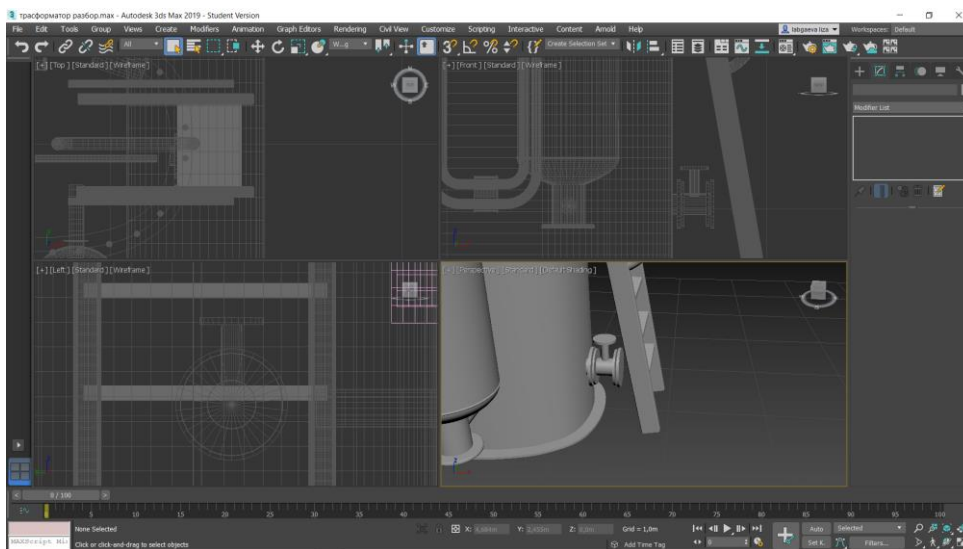 трасформатор разбор.max - Autodesk 3ds Max 2019 - Student Version
File Edit Tools Group Views Create Modifiers Animation Graph Editors Rendering Civil View Customize Scripting Interactive Content Arnold Help
labgaeva liza Workspaces: Default
All
Create Selection Set
[+] [Top ] [Standard ] [Wireframe ]
[+] [Front ] [Standard ] [Wireframe ]
Modifier List
[+] [Left ] [Standard ] [Wireframe ]
[+] [Perspective ] [Standard ] [Default Shading ]
0 / 100
0 5 10 15 20 25 30 35 40 45 50 55 60 65 70 75 80 85 90 95 100
None Selected
X: Y: Z: Grid = 1,0m
Auto Selected
MAXScript Mi
Click or click-and-drag to select objects
Add Time Tag
0
Set K. Filters...